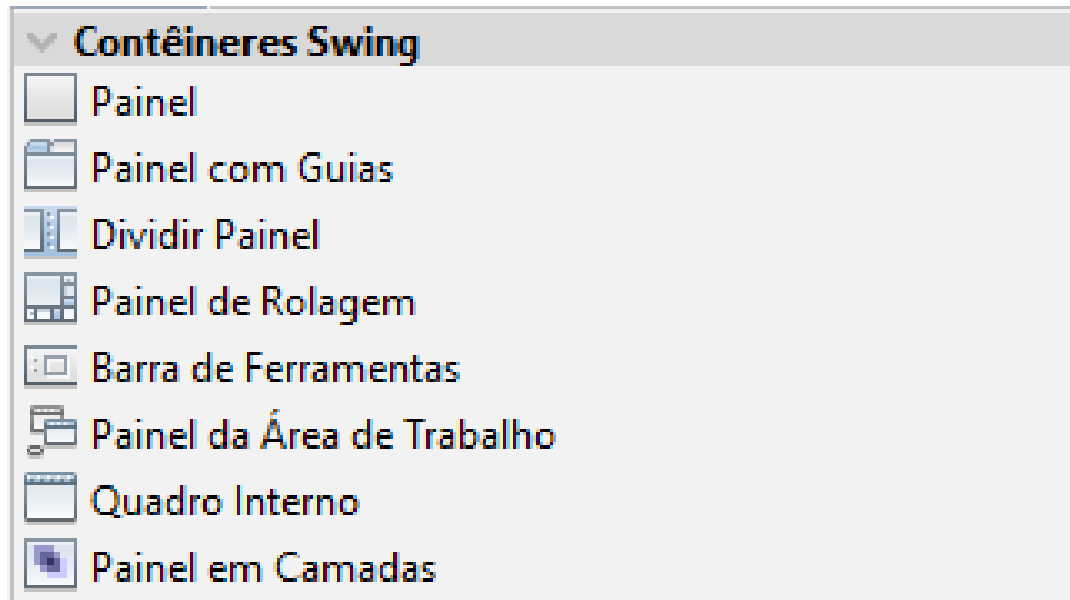 Contêineres Swing
Painel
Painel com Guias
Dividir Painel
Painel de Rolagem
Barra de Ferramentas
Painel da Área de Trabalho
Quadro Interno
Painel em Camadas